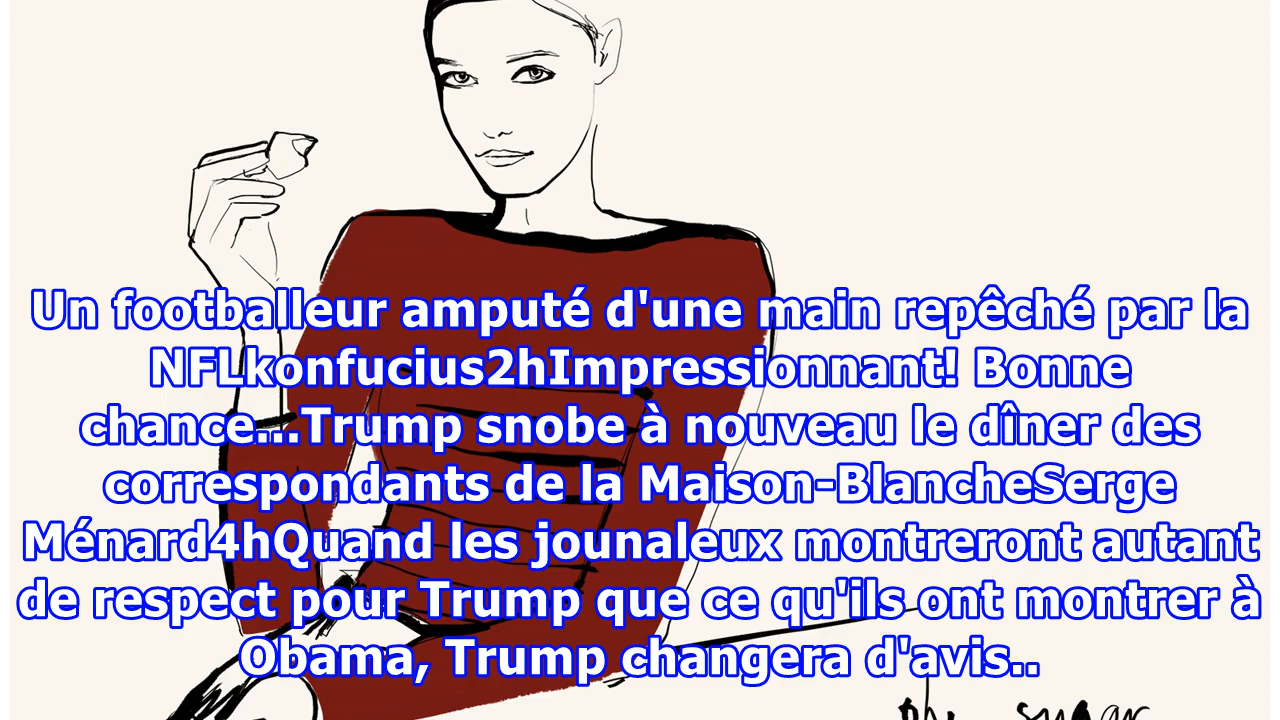 Un footballeur amputé d'une main repêché par la
NFLkonfucius2hImpressionnant! Bonne
chance...Trump snobe à nouveau le dîner des
correspondants de la Maison-BlancheSerge
Ménard4hQuand les jounaleux montreront autant
de respect pour Trump que ce qu'ils ont montrer à
Obama, Trump changera d'avis..